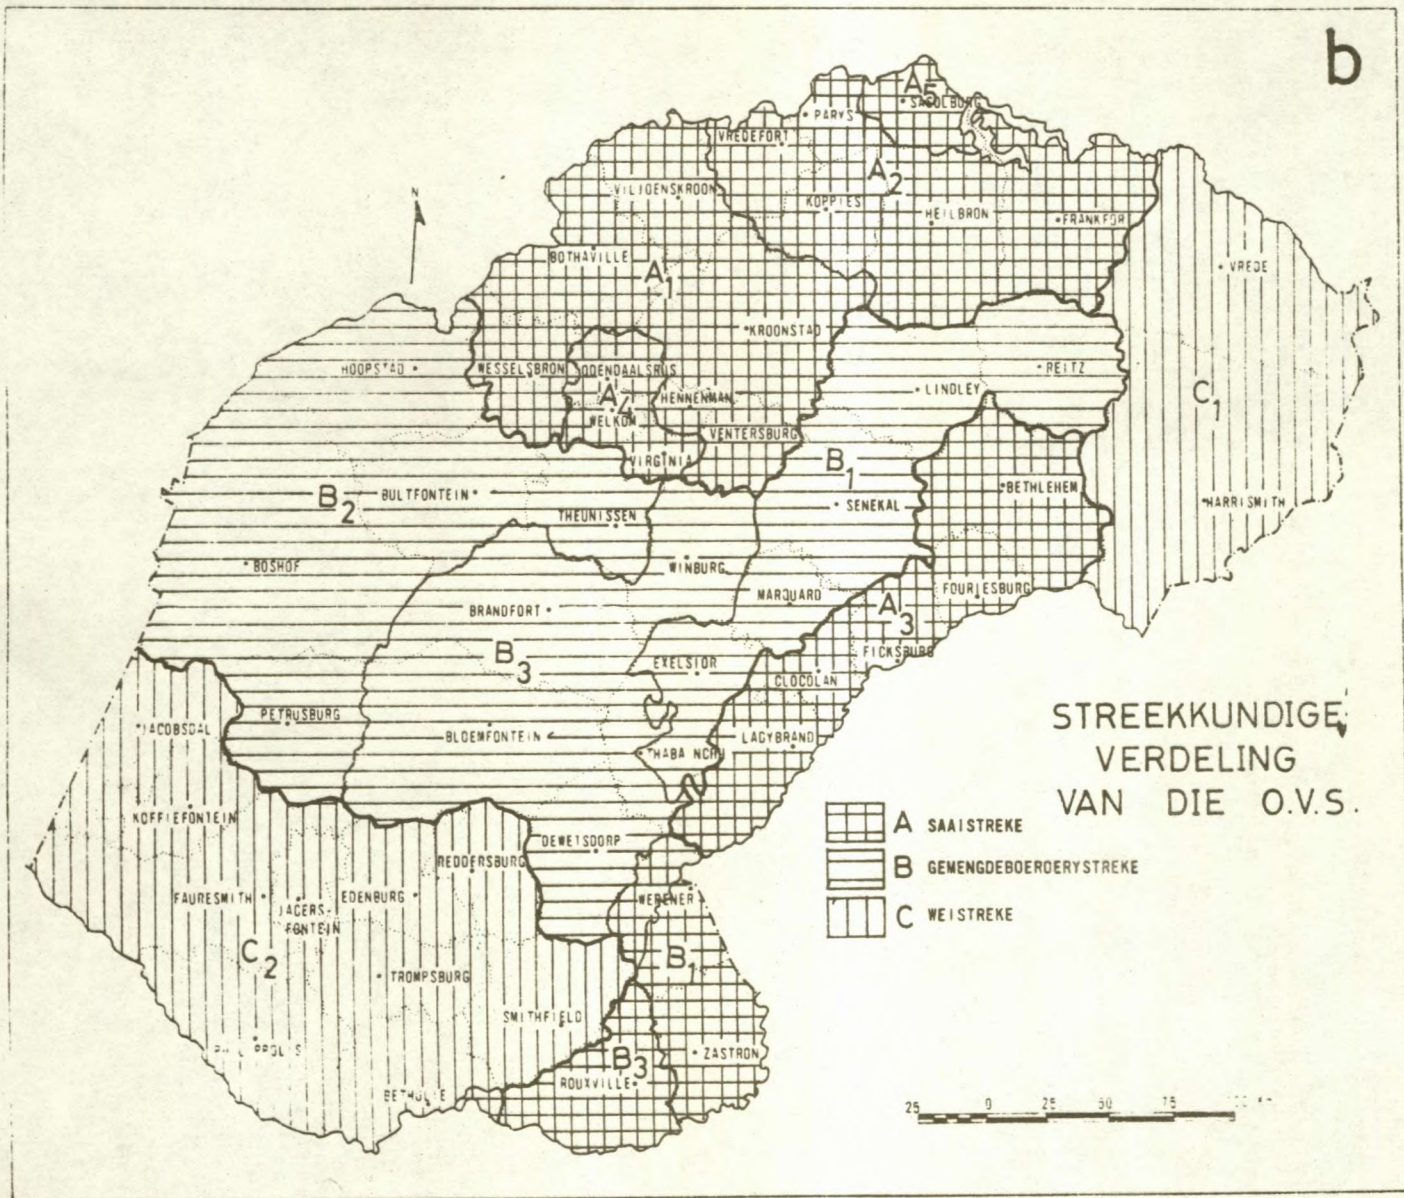 b
A5
SASOLBURG
PARYS
VREDEFORT
A2
VILJOENSKROON
KOPPIES
HEILBRON
FRANKFOR
N
BOTHAVILLE
A1
VREDE
KROONSTAD
HOOPSTAD
WESSELSBRON
ODENDAALSRUS
REITZ
LINDLEY
C1
A4
HENNENMAN
WELKOM
VENTERSBURG
VIRGINIA
B1
B2
BULTFONTEIN
BETHLEHEM
HARRISMITH
SENEKAL
THEUNISSEN
BOSHOF
WINBURG
FOURIESBURG
MARQUARD
A3
BRANDFORT
FICKSBURG
B3
EXELSIOR
CLOCOLAN
PETRUSBURG
JACOBSDAL
BLOEMFONTEIN
LADYBRAND
THABA NCHU
STREEKKUNDIGE
VERDELING
VAN DIE O.V.S.
KOFFIEFONTEIN
A SAAISTREKE
DEWETSDORP
REDDERSBURG
B GEMENGDEBOERDERYSTREKE
FAURESMITH
EDENBURG
WEPENER
JAGERS-
FONTEIN
C WEISTREKE
C2
B1
TROMPSBURG
SMITHFIELD
B3
ZASTRON
ROUXVILLE
BETHULIE
25 0 25 50 75